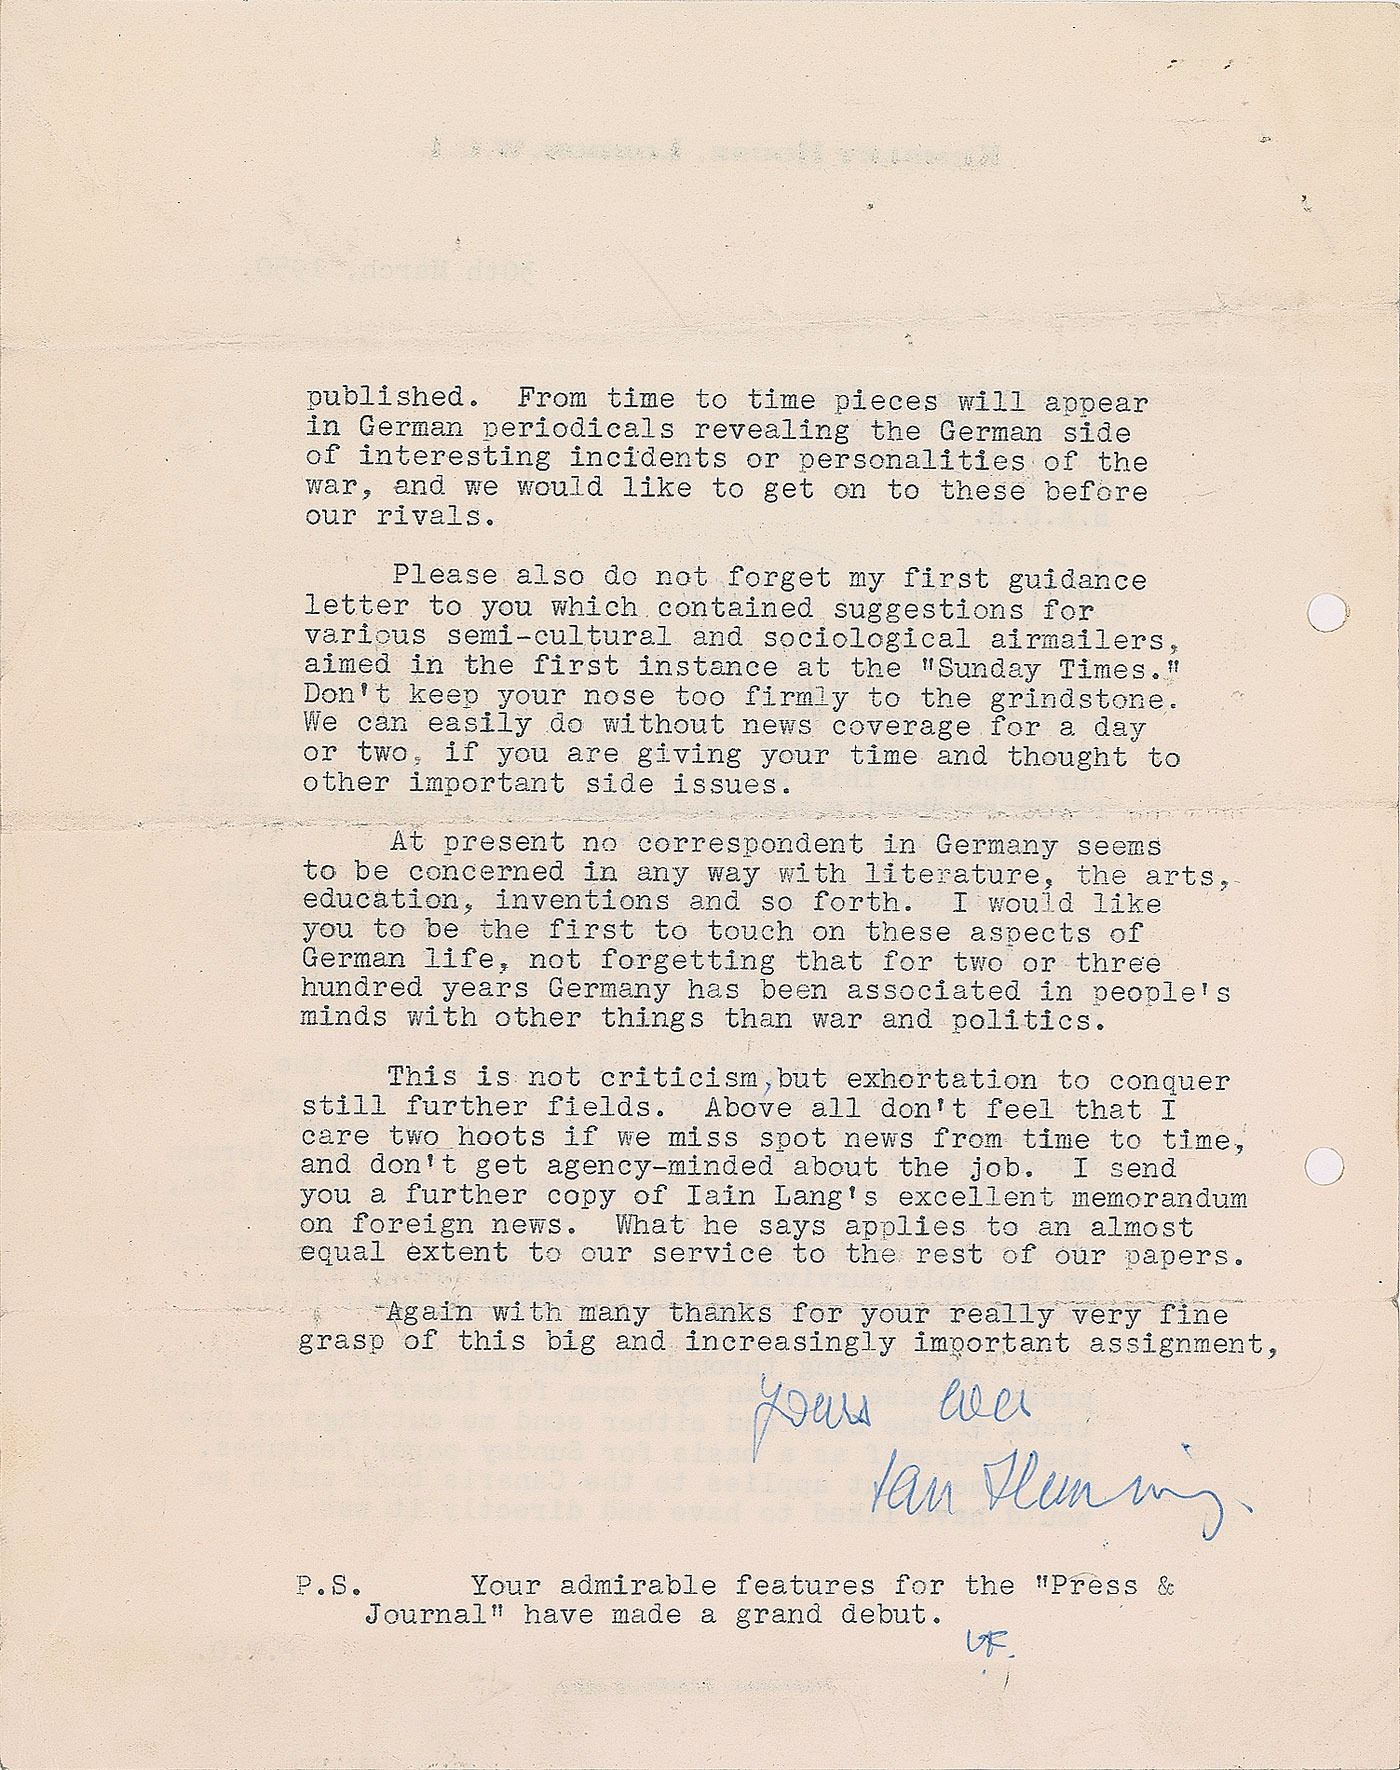 published.  From time to time pieces will appear
in German periodicals revealing the German side
of interesting incidents or personalities of the
war, and we would like to get on to these before
our rivals.
Please also do not forget my first guidance
letter to you which contained suggestions for
various semi-cultural and sociological airmailers,
aimed in the first instance at the "Sunday Times."
Don't keep your nose too firmly to the grindstone.
We can easily do without news coverage for a day
or two, if you are giving your time and thought to
other important side issues.
At present no correspondent in Germany seems
to be concerned in any way with literature, the arts,
education, inventions and so forth.  I would like
you to be the first to touch on these aspects of
German life, not forgetting that for two or three
hundred years Germany has been associated in people's
minds with other things than war and politics.
This is not criticism,but exhortation to conquer
still further fields.  Above all don't feel that I
care two hoots if we miss spot news from time to time,
and don't get agency-minded about the job.  I send
you a further copy of Iain Lang's excellent memorandum
on foreign news.  What he says applies to an almost
equal extent to our service to the rest of our papers.
Again with many thanks for your really very fine
grasp of this big and increasingly important assignment,
Yours ever
Ian Fleming.
P.S. Your admirable features for the "Press &
Journal" have made a grand debut.
I.F.